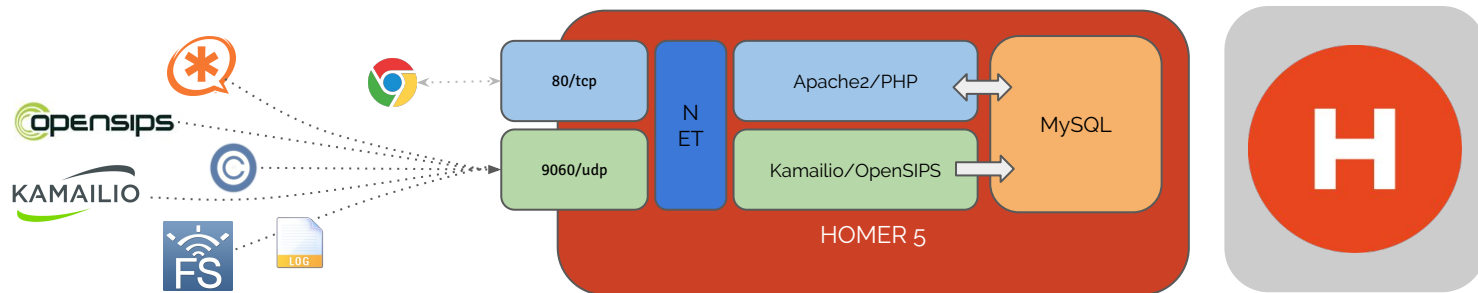 OPENSIPS
KAMAILIO
C
FS
LOG
80/tcp
9060/udp
N
ET
Apache2/PHP
Kamailio/OpenSIPS
MySQL
HOMER 5
H